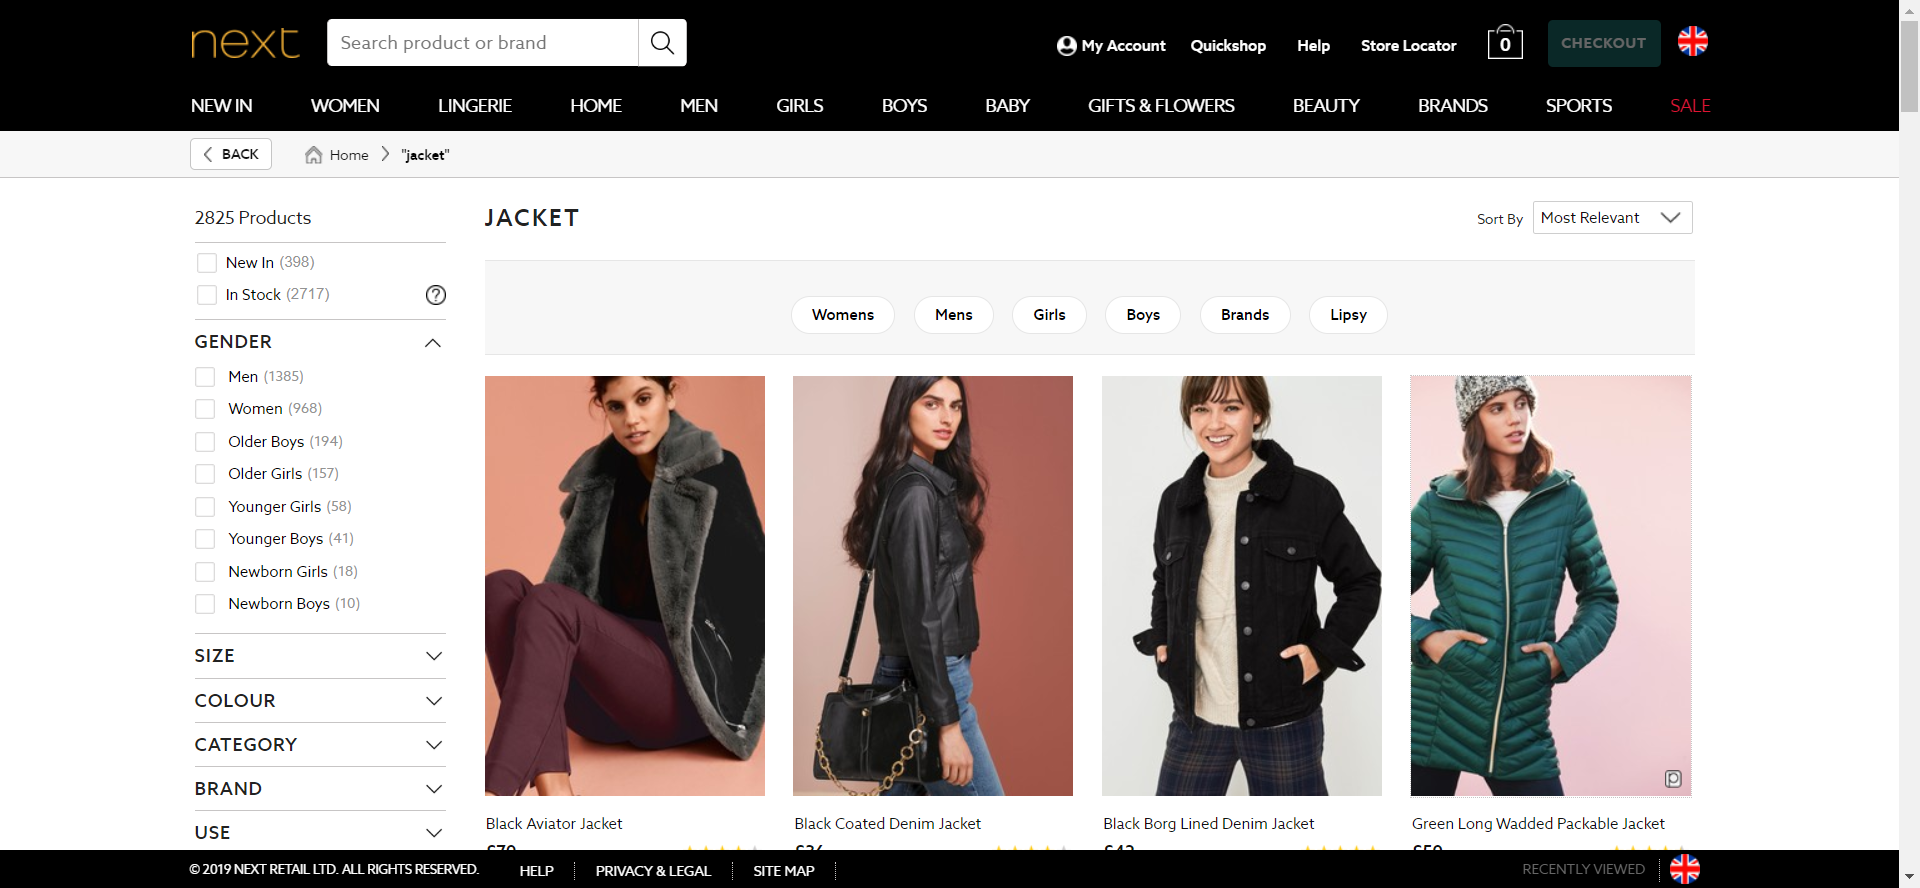 next
Search product or brand
My Account
Quickshop
Help
Store Locator
0
CHECKOUT
NEW IN
WOMEN
LINGERIE
HOME
MEN
GIRLS
BOYS
BABY
GIFTS & FLOWERS
BEAUTY
BRANDS
SPORTS
SALE
BACK
Home
"jacket"
2825 Products
New In (398)
In Stock (2717)
?
GENDER
Men (1385)
Women (968)
Older Boys (194)
Older Girls (157)
Younger Girls (58)
Younger Boys (41)
Newborn Girls (18)
Newborn Boys (10)
SIZE
COLOUR
CATEGORY
BRAND
USE
JACKET
Sort By
Most Relevant
Womens
Mens
Girls
Boys
Brands
Lipsy
Black Aviator Jacket
Black Coated Denim Jacket
Black Borg Lined Denim Jacket
Green Long Wadded Packable Jacket
© 2019 NEXT RETAIL LTD. ALL RIGHTS RESERVED.
HELP
PRIVACY & LEGAL
SITE MAP
RECENTLY VIEWED